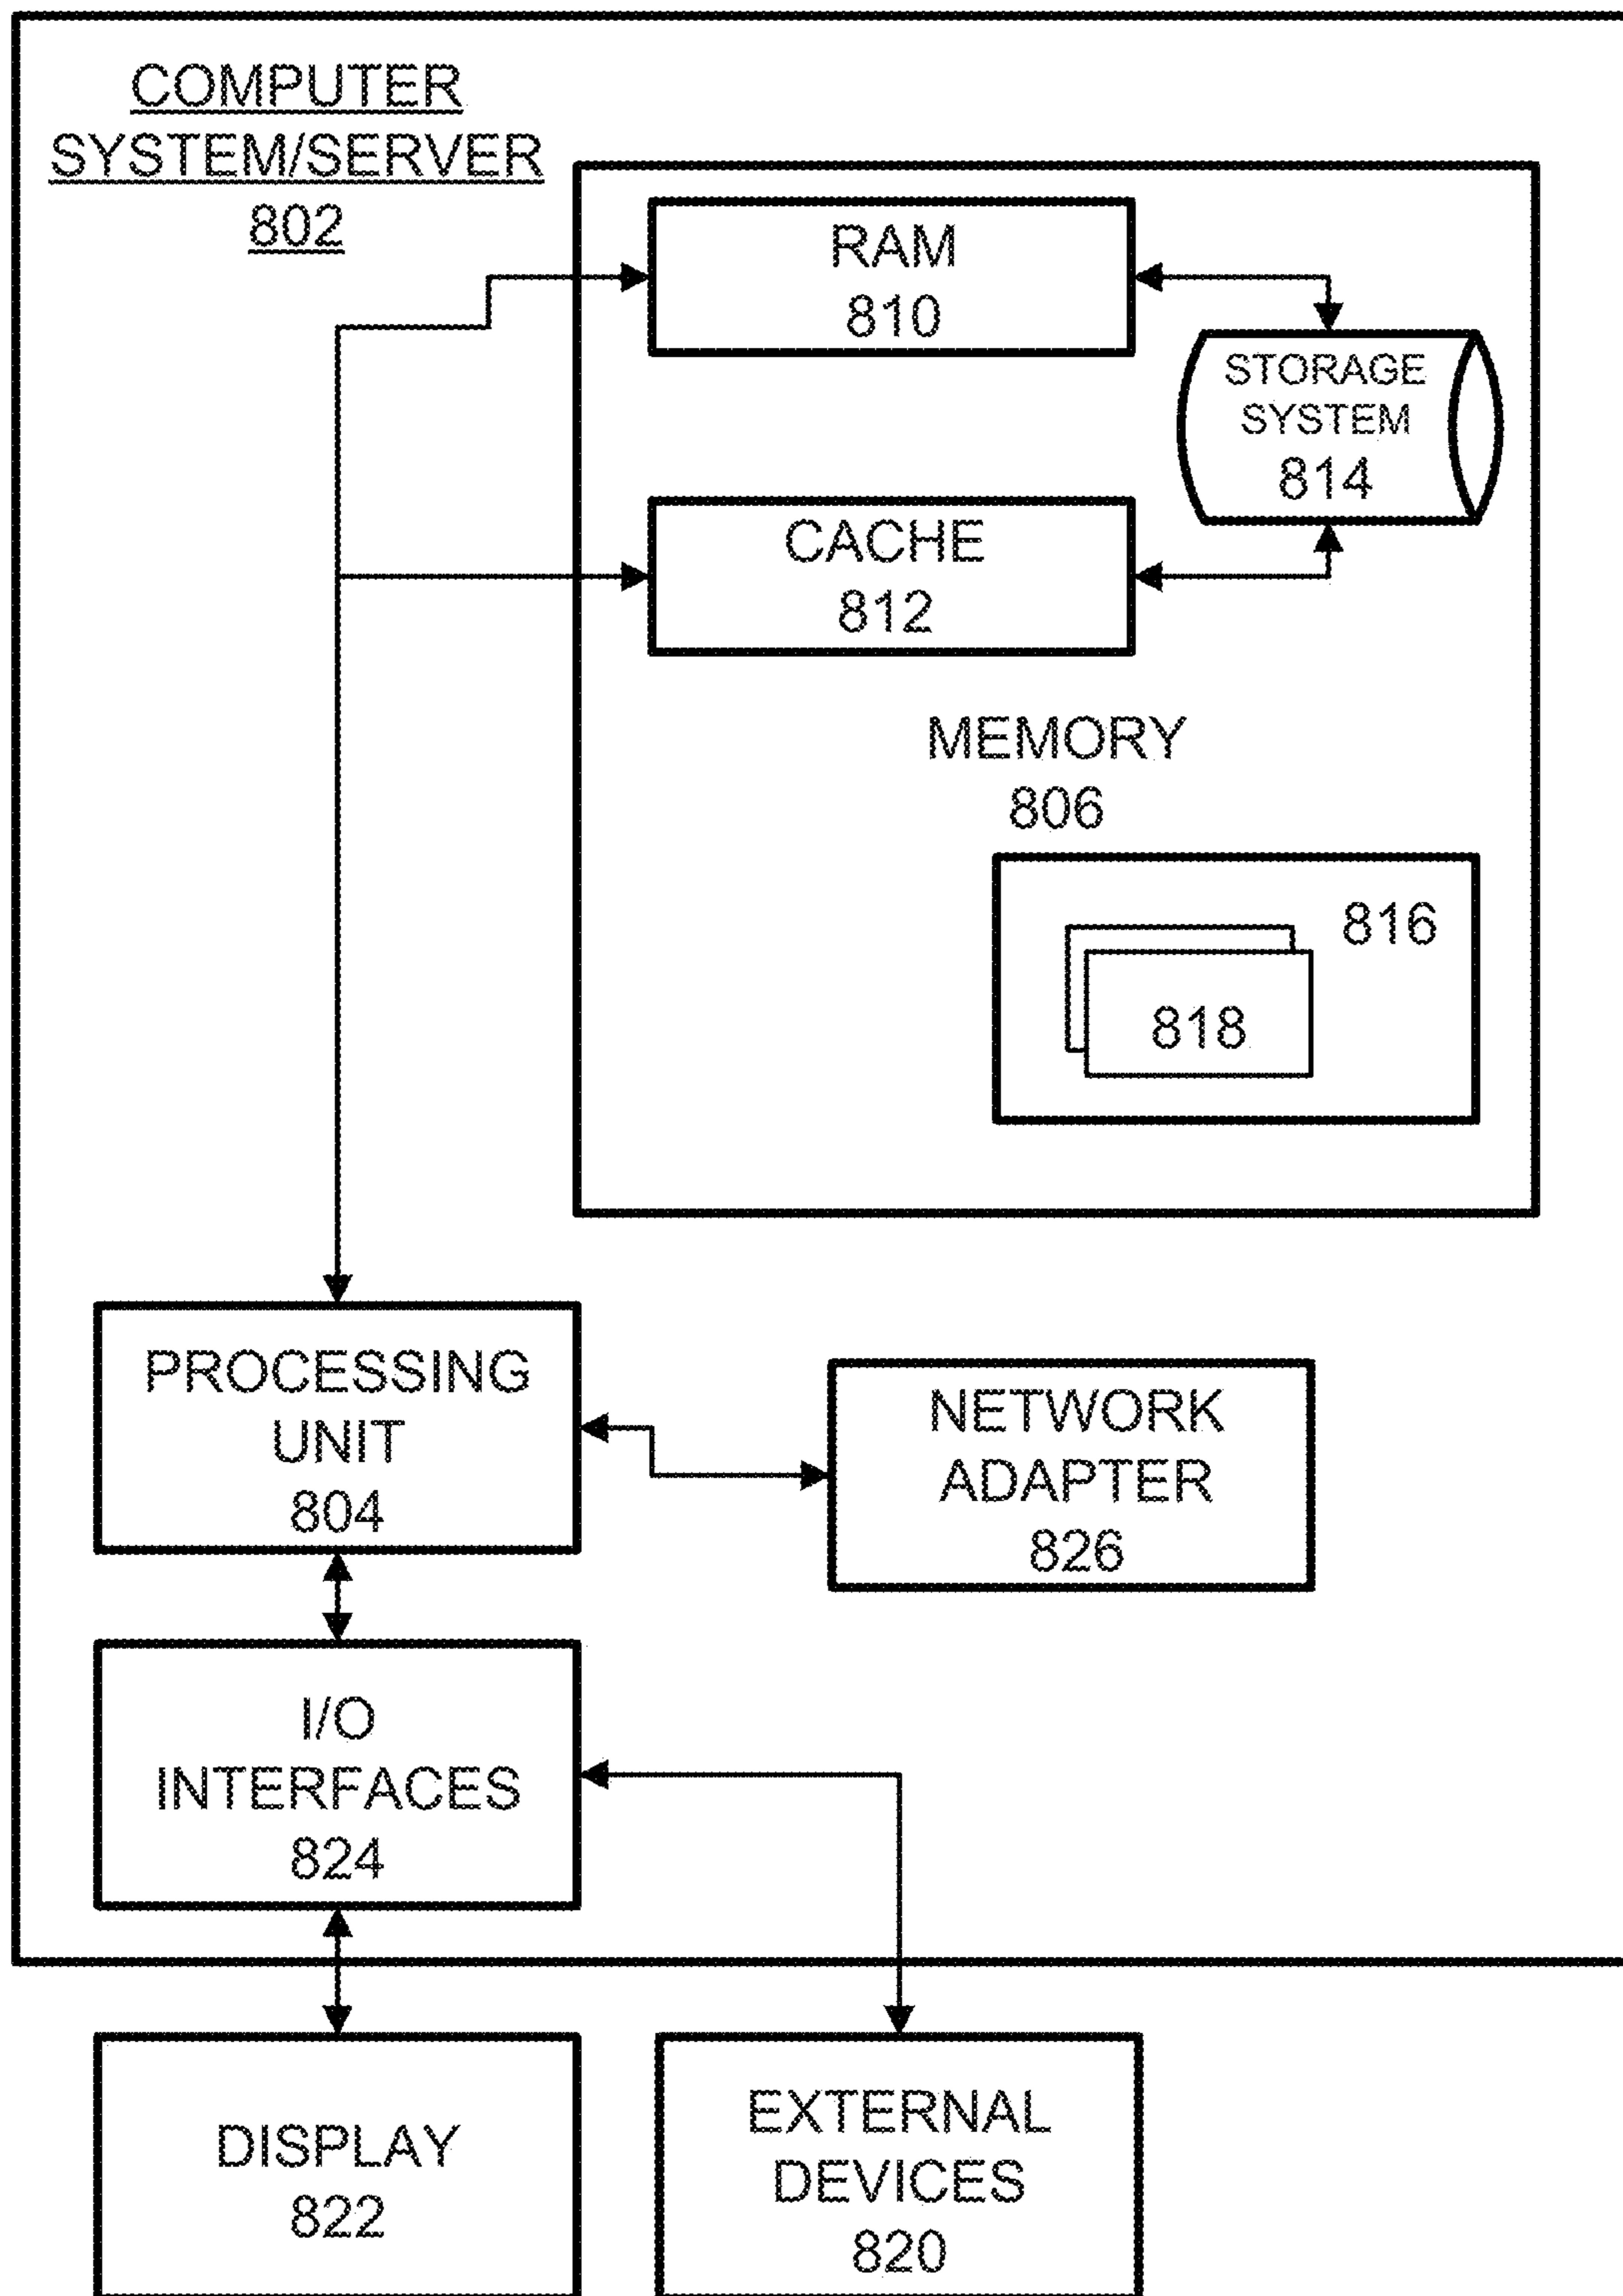 COMPUTER
SYSTEM/SERVER
802
RAM
810
STORAGE
SYSTEM
814
CACHE
812
MEMORY
806
816
818
PROCESSING
UNIT
804
NETWORK
ADAPTER
826
I/O
INTERFACES
824
DISPLAY
822
EXTERNAL
DEVICES
820